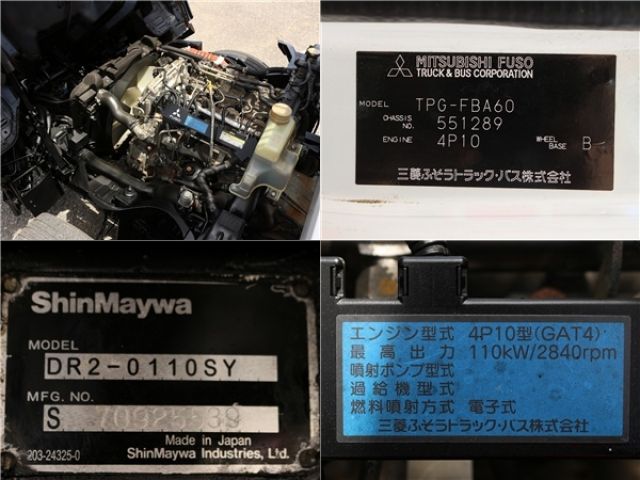 MITSUBISHI FUSO
TRUCK & BUS CORPORATION
MODEL TPG-FBA60
CHASSIS NO. 551289
ENGINE 4P10 WHEEL BASE B
三菱ふそうトラック・バス株式会社
ShinMaywa
MODEL
DR2-0110SY
MFG. NO.
S
Made in Japan
203-24325-0 ShinMaywa Industries, Ltd.
エンジン型式 4P10型(GAT4)
最高出力 110kW/2840rpm
噴射ポンプ型式
過給機型式
燃料噴射方式 電子式
三菱ふそうトラック・バス株式会社